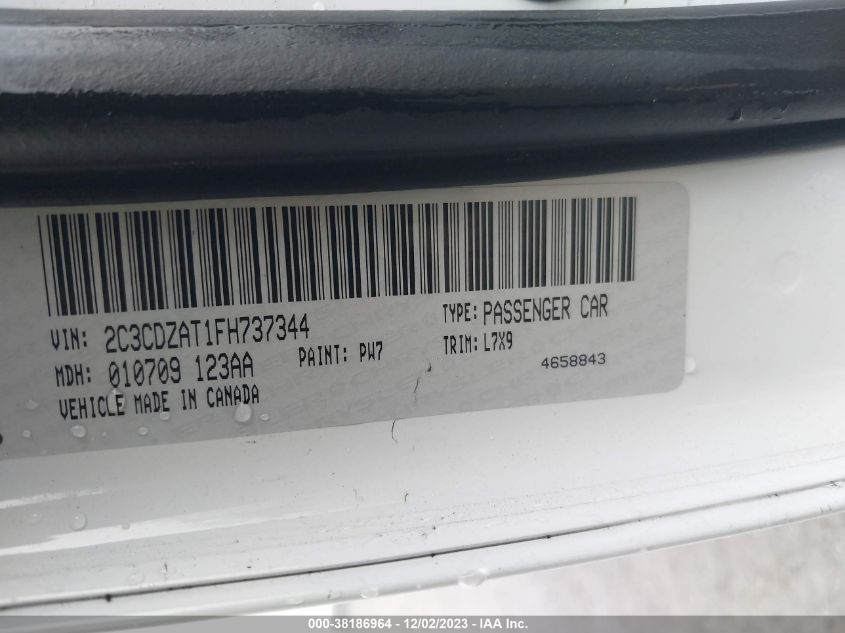 VIN: 2C3CDZAT1FH737344
TYPE: PASSENGER CAR
MDH: 010709 123AA
PAINT: PW7
TRIM: L7X9
VEHICLE MADE IN CANADA
4658843
000-38186964 - 12/02/2023 - IAA Inc.